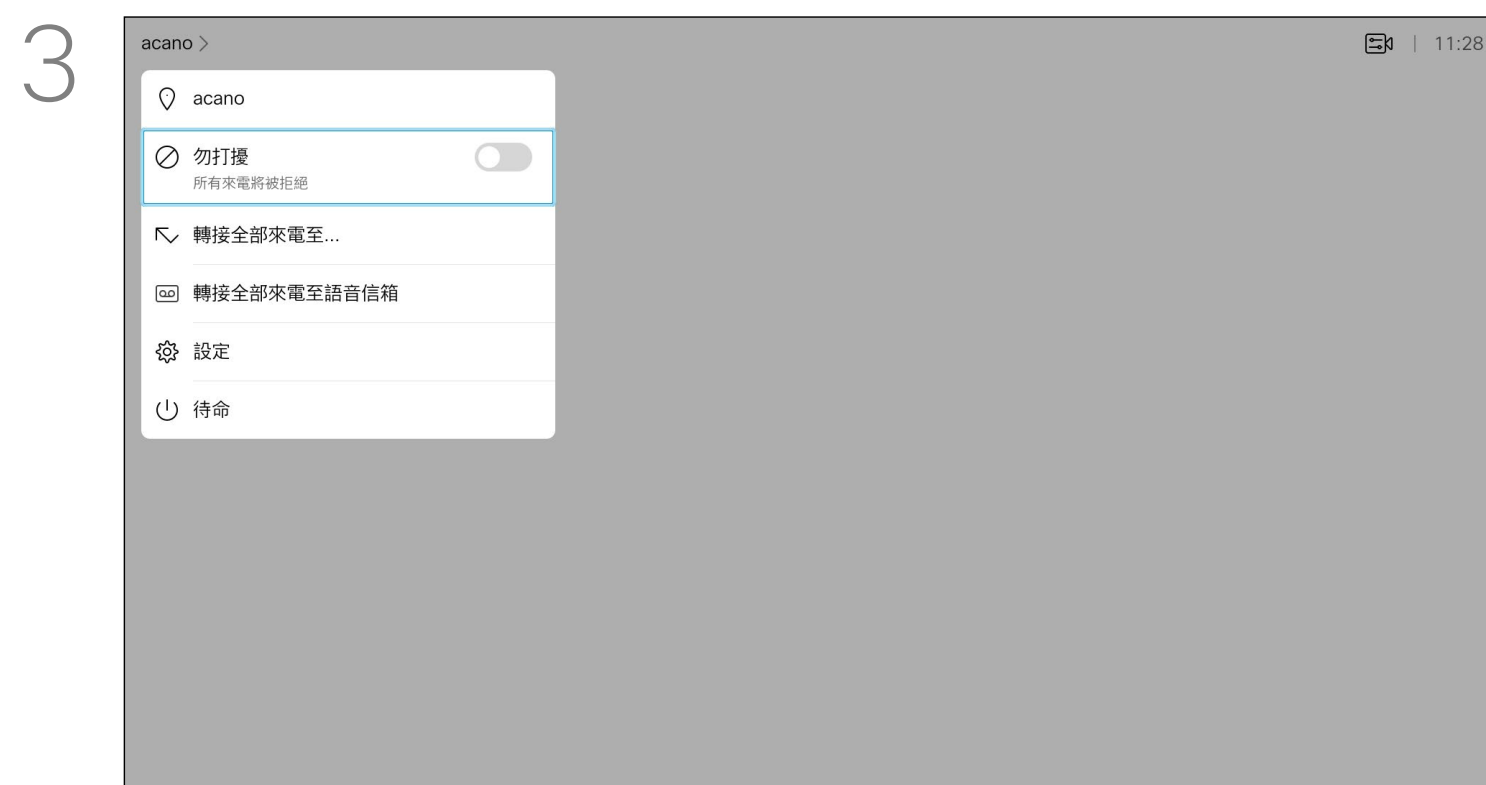 3
acano >
11:28
acano
勿打擾
所有來電將被拒絕
轉接全部來電至...
轉接全部來電至語音信箱
設定
待命